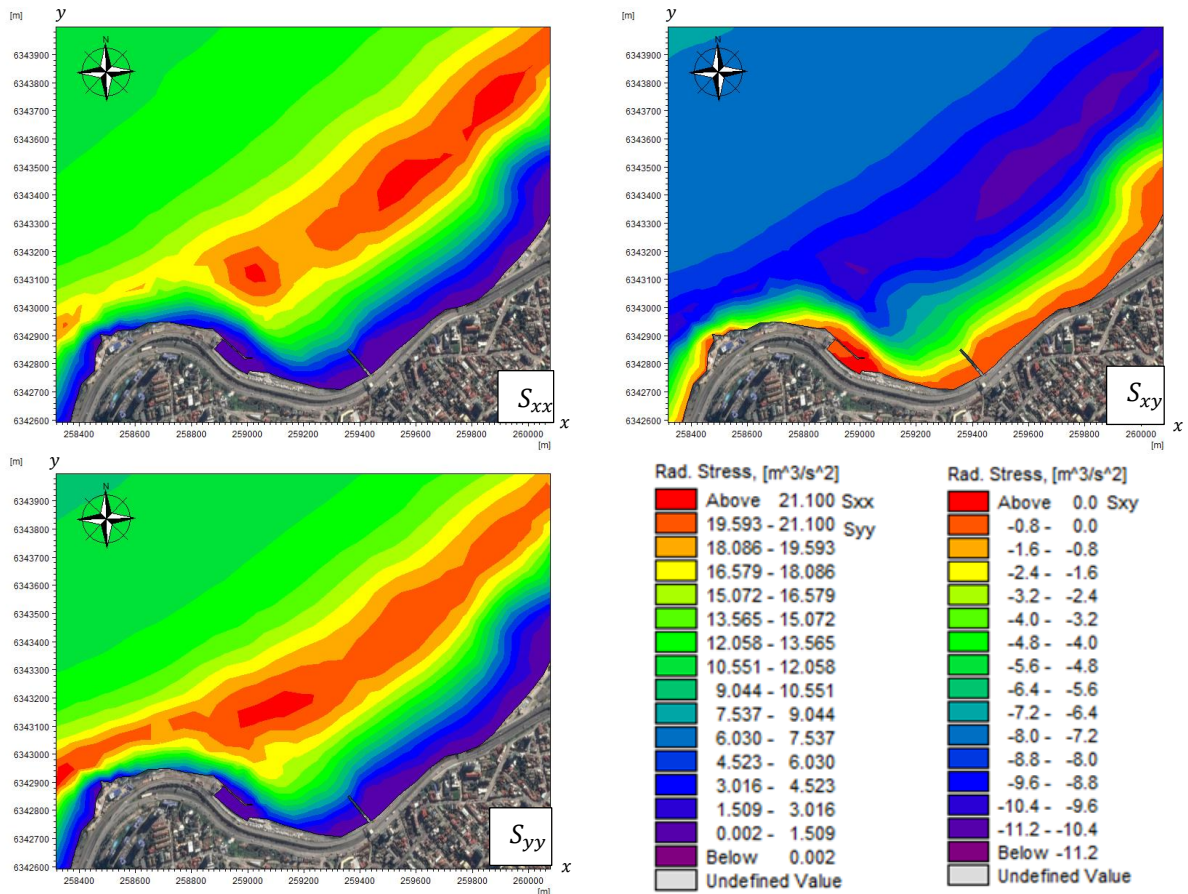 [m]
y
6343900
6343800
6343700
6343600
6343500
6343400
6343300
6343200
6343100
6343000
6342900
6342800
6342700
6342600
258400 258600 258800 259000 259200 259400 259600 259800 260000
[m]
x
Sxx
[m]
y
6343900
6343800
6343700
6343600
6343500
6343400
6343300
6343200
6343100
6343000
6342900
6342800
6342700
6342600
258400 258600 258800 259000 259200 259400 259600 259800 260000
[m]
x
Sxy
[m]
y
6343900
6343800
6343700
6343600
6343500
6343400
6343300
6343200
6343100
6343000
6342900
6342800
6342700
6342600
258400 258600 258800 259000 259200 259400 259600 259800 260000
[m]
x
Syy
Rad. Stress, [m^3/s^2]
Above 21.100 Sxx
19.593 - 21.100 Syy
18.086 - 19.593
16.579 - 18.086
15.072 - 16.579
13.565 - 15.072
12.058 - 13.565
10.551 - 12.058
9.044 - 10.551
7.537 - 9.044
6.030 - 7.537
4.523 - 6.030
3.016 - 4.523
1.509 - 3.016
0.002 - 1.509
Below 0.002
Undefined Value
Rad. Stress, [m^3/s^2]
Above 0.0 Sxy
-0.8 - 0.0
-1.6 - -0.8
-2.4 - -1.6
-3.2 - -2.4
-4.0 - -3.2
-4.8 - -4.0
-5.6 - -4.8
-6.4 - -5.6
-7.2 - -6.4
-8.0 - -7.2
-8.8 - -8.0
-9.6 - -8.8
-10.4 - -9.6
-11.2 - -10.4
Below -11.2
Undefined Value